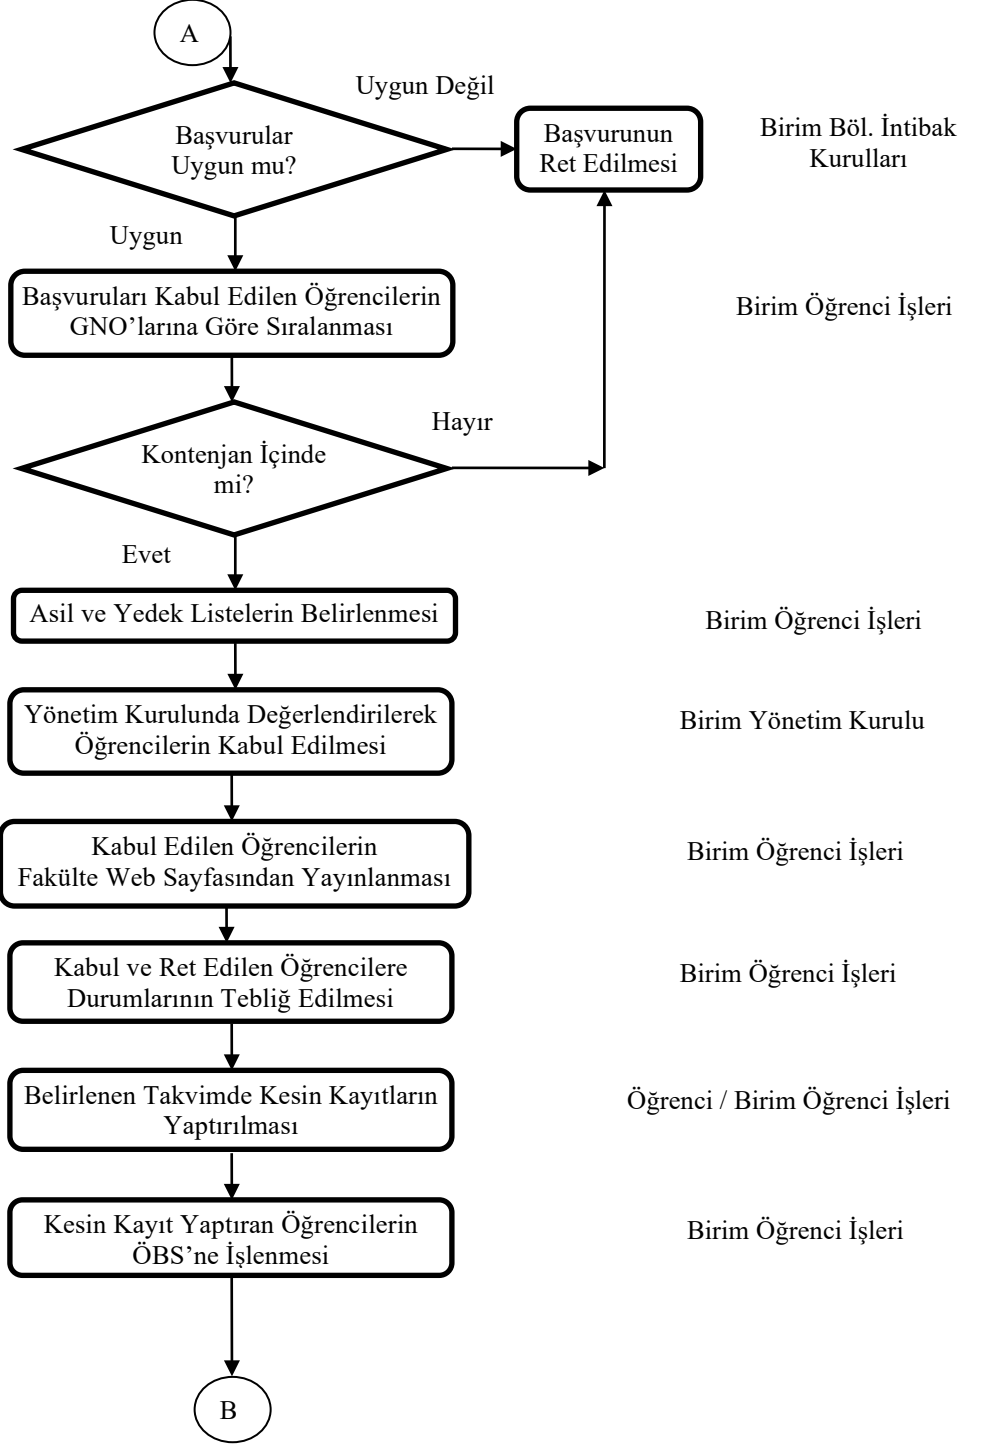 A
Uygun Değil
Başvurular
Uygun mu?
Başvurunun
Ret Edilmesi
Birim Böl. İntibak
Kurulları
Uygun
Başvuruları Kabul Edilen Öğrencilerin
GNO’larına Göre Sıralanması
Birim Öğrenci İşleri
Hayır
Kontenjan İçinde
mi?
Evet
Asil ve Yedek Listelerin Belirlenmesi
Birim Öğrenci İşleri
Yönetim Kurulunda Değerlendirilerek
Öğrencilerin Kabul Edilmesi
Birim Yönetim Kurulu
Kabul Edilen Öğrencilerin
Fakülte Web Sayfasından Yayınlanması
Birim Öğrenci İşleri
Kabul ve Ret Edilen Öğrencilere
Durumlarının Tebliğ Edilmesi
Birim Öğrenci İşleri
Belirlenen Takvimde Kesin Kayıtların
Yaptırılması
Öğrenci / Birim Öğrenci İşleri
Kesin Kayıt Yaptıran Öğrencilerin
ÖBS’ne İşlenmesi
Birim Öğrenci İşleri
B